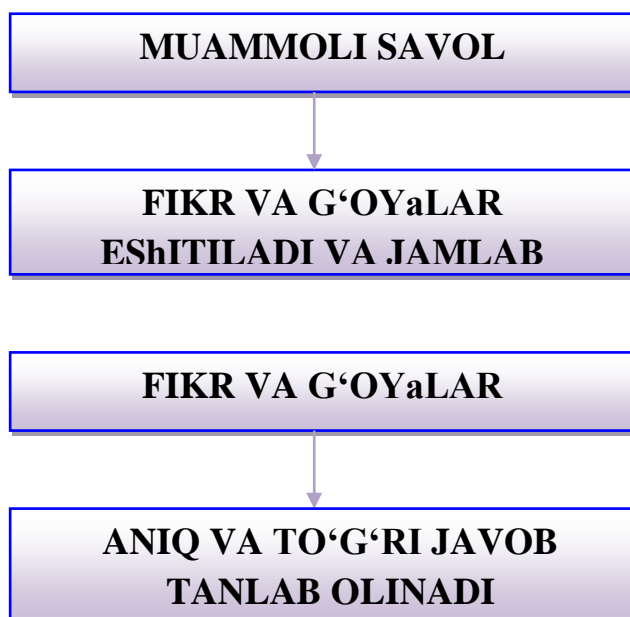 MUAMMOLI SAVOL
FIKR VA G‘OYaLAR
EShITILADI VA JAMLAB
FIKR VA G‘OYaLAR
ANIQ VA TO‘G‘RI JAVOB
TANLAB OLINADI